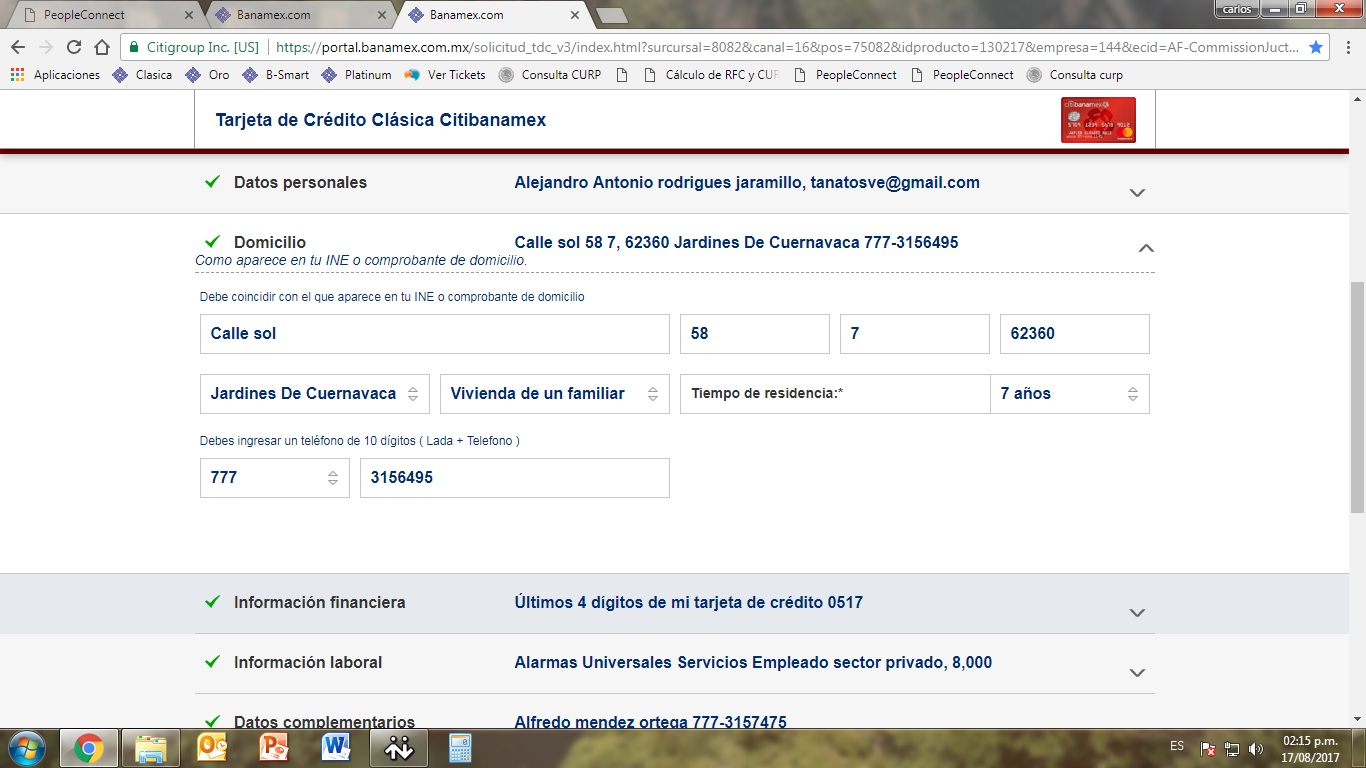 PeopleConnect
Banamex.com
Banamex.com
carlos
Citigroup Inc. [US]
https://portal.banamex.com.mx/solicitud_tdc_v3/index.html?sursursal=8082&canal=16&pos=75082&idproducto=130217&empresa=144&ecid=AF-CommissionJuct...
Aplicaciones Clasica Oro B-Smart Platinum Ver Tickets Consulta CURP Cálculo de RFC y CUR PeopleConnect PeopleConnect Consulta curp
Tarjeta de Crédito Clásica Citibanamex
citibanamex
Datos personales Alejandro Antonio rodrigues jaramillo, tanatosve@gmail.com
Domicilio Calle sol 58 7, 62360 Jardines De Cuernavaca 777-3156495
Como aparece en tu INE o comprobante de domicilio.
Debe coincidir con el que aparece en tu INE o comprobante de domicilio
Calle sol 58 7 62360
Jardines De Cuernavaca Vivienda de un familiar Tiempo de residencia:* 7 años
Debes ingresar un teléfono de 10 dígitos ( Lada + Telefono )
777 3156495
Información financiera Últimos 4 dígitos de mi tarjeta de crédito 0517
Información laboral Alarmas Universales Servicios Empleado sector privado, 8,000
Datos complementarios Alfredo mendez ortega 777-3157475
ES
02:15 p.m.
17/08/2017